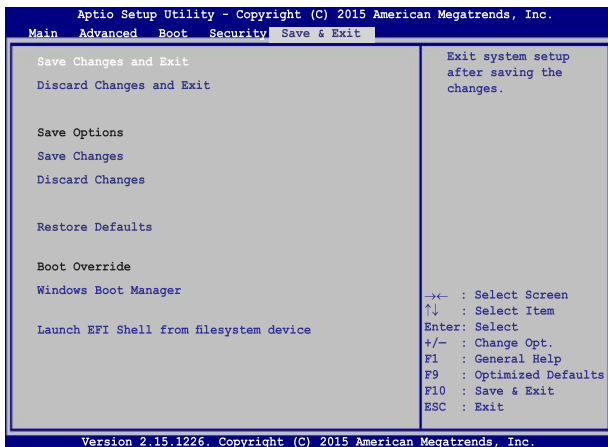 Aptio Setup Utility - Copyright (C) 2015 American Megatrends, Inc.
Main Advanced Boot Security Save & Exit
Save Changes and Exit
Discard Changes and Exit
Save Options
Save Changes
Discard Changes
Restore Defaults
Boot Override
Windows Boot Manager
Launch EFI Shell from filesystem device
Exit system setup
after saving the
changes.
→← : Select Screen
↑↓ : Select Item
Enter: Select
+/— : Change Opt.
F1 : General Help
F9 : Optimized Defaults
F10 : Save & Exit
ESC : Exit
Version 2.15.1226. Copyright (C) 2015 American Megatrends, Inc.